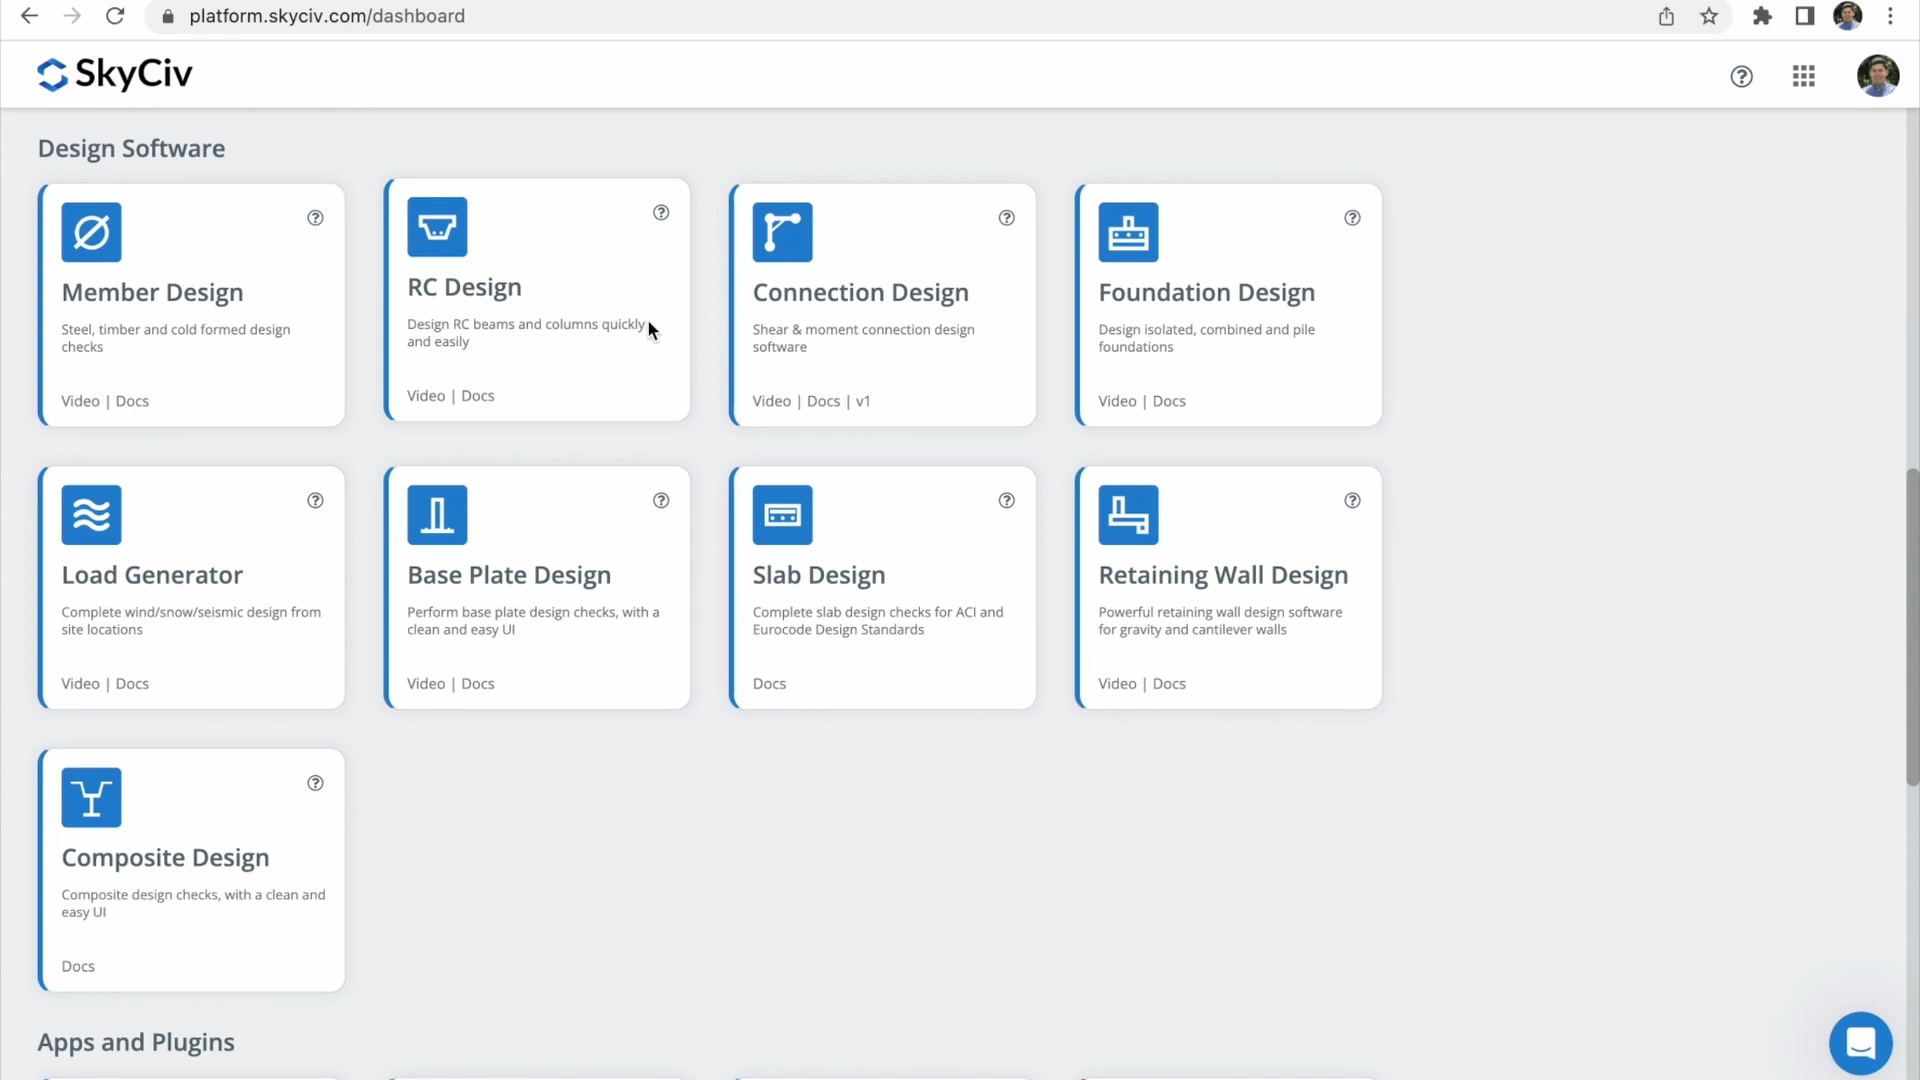 platform.skyciv.com/dashboard
SkyCiv
Design Software
Member Design
Steel, timber and cold formed design
checks
Video | Docs
RC Design
Design RC beams and columns quickly
and easily
Video | Docs
Connection Design
Shear & moment connection design
software
Video | Docs | v1
Foundation Design
Design isolated, combined and pile
foundations
Video | Docs
Load Generator
Complete wind/snow/seismic design from
site locations
Video | Docs
Base Plate Design
Perform base plate design checks, with a
clean and easy UI
Video | Docs
Slab Design
Complete slab design checks for ACI and
Eurocode Design Standards
Docs
Retaining Wall Design
Powerful retaining wall design software
for gravity and cantilever walls
Video | Docs
Composite Design
Composite design checks, with a clean and
easy UI
Docs
Apps and Plugins